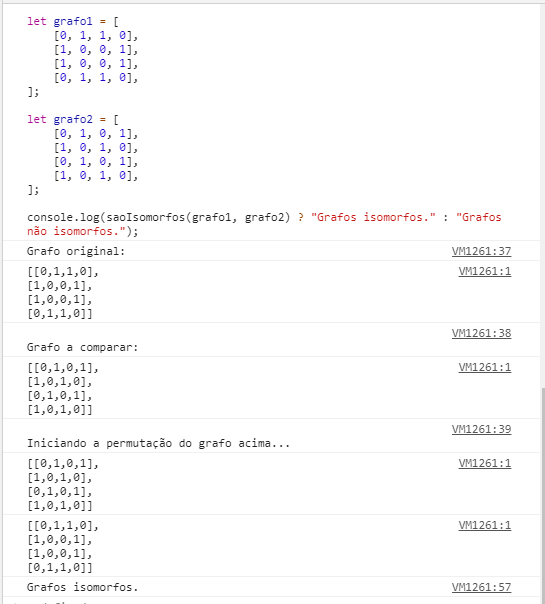 let grafo1 = [
    [0, 1, 1, 0],
    [1, 0, 0, 1],
    [1, 0, 0, 1],
    [0, 1, 1, 0],
];
let grafo2 = [
    [0, 1, 0, 1],
    [1, 0, 1, 0],
    [0, 1, 0, 1],
    [1, 0, 1, 0],
];
console.log(saoIsomorfos(grafo1, grafo2) ? "Grafos isomorfos." : "Grafos
não isomorfos.");
Grafo original: VM1261:37
[[0,1,1,0], VM1261:1
[1,0,0,1],
[1,0,0,1],
[0,1,1,0]]
VM1261:38
Grafo a comparar:
[[0,1,0,1], VM1261:1
[1,0,1,0],
[0,1,0,1],
[1,0,1,0]]
VM1261:39
Iniciando a permutação do grafo acima...
[[0,1,0,1], VM1261:1
[1,0,1,0],
[0,1,0,1],
[1,0,1,0]]
[[0,1,1,0], VM1261:1
[1,0,0,1],
[1,0,0,1],
[0,1,1,0]]
Grafos isomorfos. VM1261:57